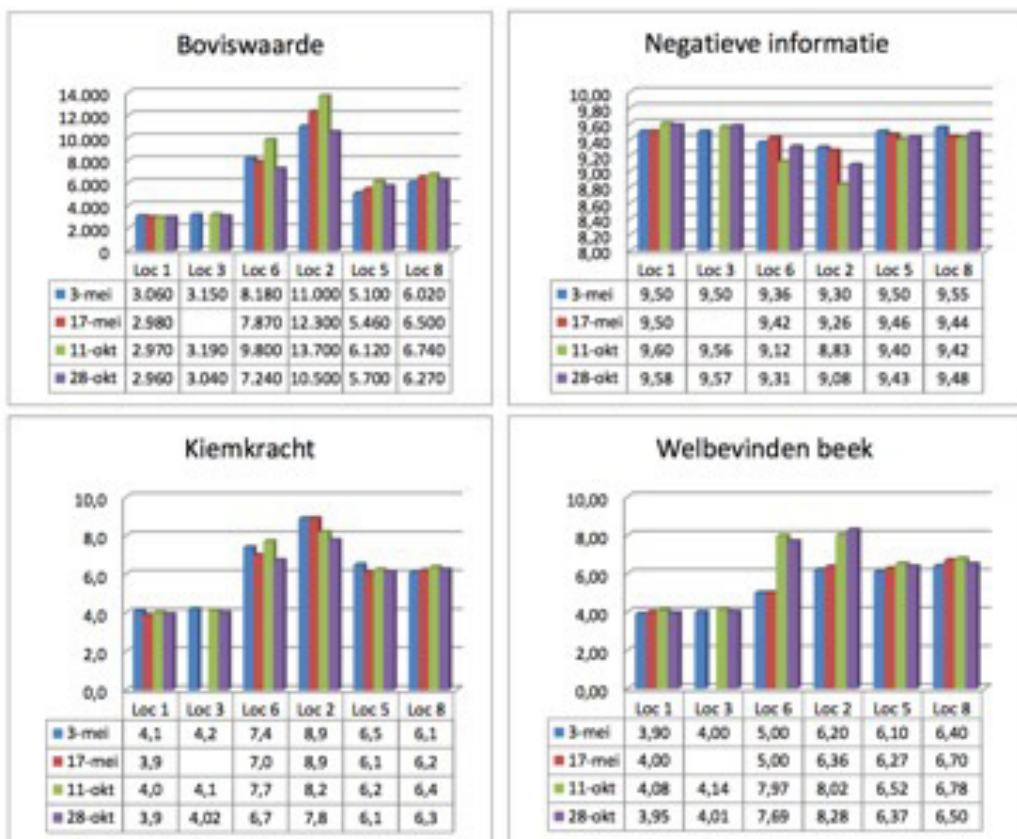 Boviswaarde
14.000
12.000
10.000
8.000
6.000
4.000
2.000
0
Loc 1 Loc 3 Loc 6 Loc 2 Loc 5 Loc 8
3-mei 3.060 3.150 8.180 11.000 5.100 6.020
17-mei 2.980 7.870 12.300 5.460 6.500
11-okt 2.970 3.190 9.800 13.700 6.120 6.740
28-okt 2.960 3.040 7.240 10.500 5.700 6.270
Negatieve informatie
10,00
9,80
9,60
9,40
9,20
9,00
8,80
8,60
8,40
8,20
8,00
Loc 1 Loc 3 Loc 6 Loc 2 Loc 5 Loc 8
3-mei 9,50 9,50 9,36 9,30 9,50 9,55
17-mei 9,50 9,42 9,26 9,46 9,44
11-okt 9,60 9,56 9,12 8,83 9,40 9,42
28-okt 9,58 9,57 9,31 9,08 9,43 9,48
Kiemkracht
10,0
8,0
6,0
4,0
2,0
0,0
Loc 1 Loc 3 Loc 6 Loc 2 Loc 5 Loc 8
3-mei 4,1 4,2 7,4 8,9 6,5 6,1
17-mei 3,9 7,0 8,9 6,1 6,2
11-okt 4,0 4,1 7,7 8,2 6,2 6,4
28-okt 3,9 4,02 6,7 7,8 6,1 6,3
Welbevinden beek
10,00
8,00
6,00
4,00
2,00
0,00
Loc 1 Loc 3 Loc 6 Loc 2 Loc 5 Loc 8
3-mei 3,90 4,00 5,00 6,20 6,10 6,40
17-mei 4,00 5,00 6,36 6,27 6,70
11-okt 4,08 4,14 7,97 8,02 6,52 6,78
28-okt 3,95 4,01 7,69 8,28 6,37 6,50